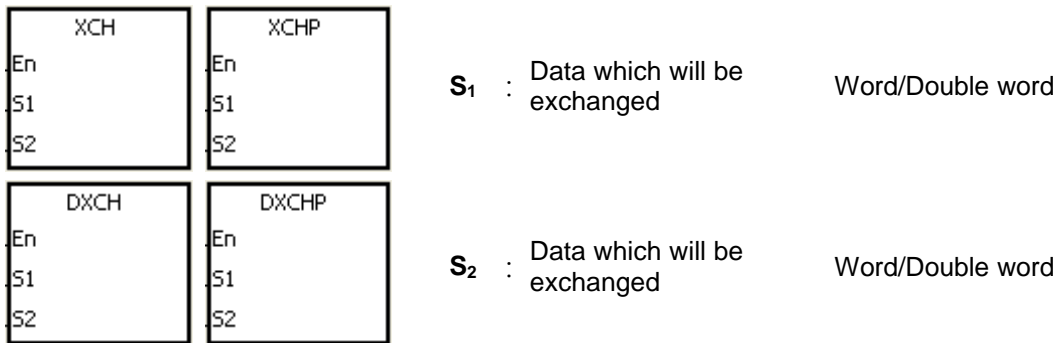 XCH
En
S1
S2
XCHP
En
S1
S2
S1 : Data which will be
exchanged
Word/Double word
DXCH
En
S1
S2
DXCHP
En
S1
S2
S2 : Data which will be
exchanged
Word/Double word